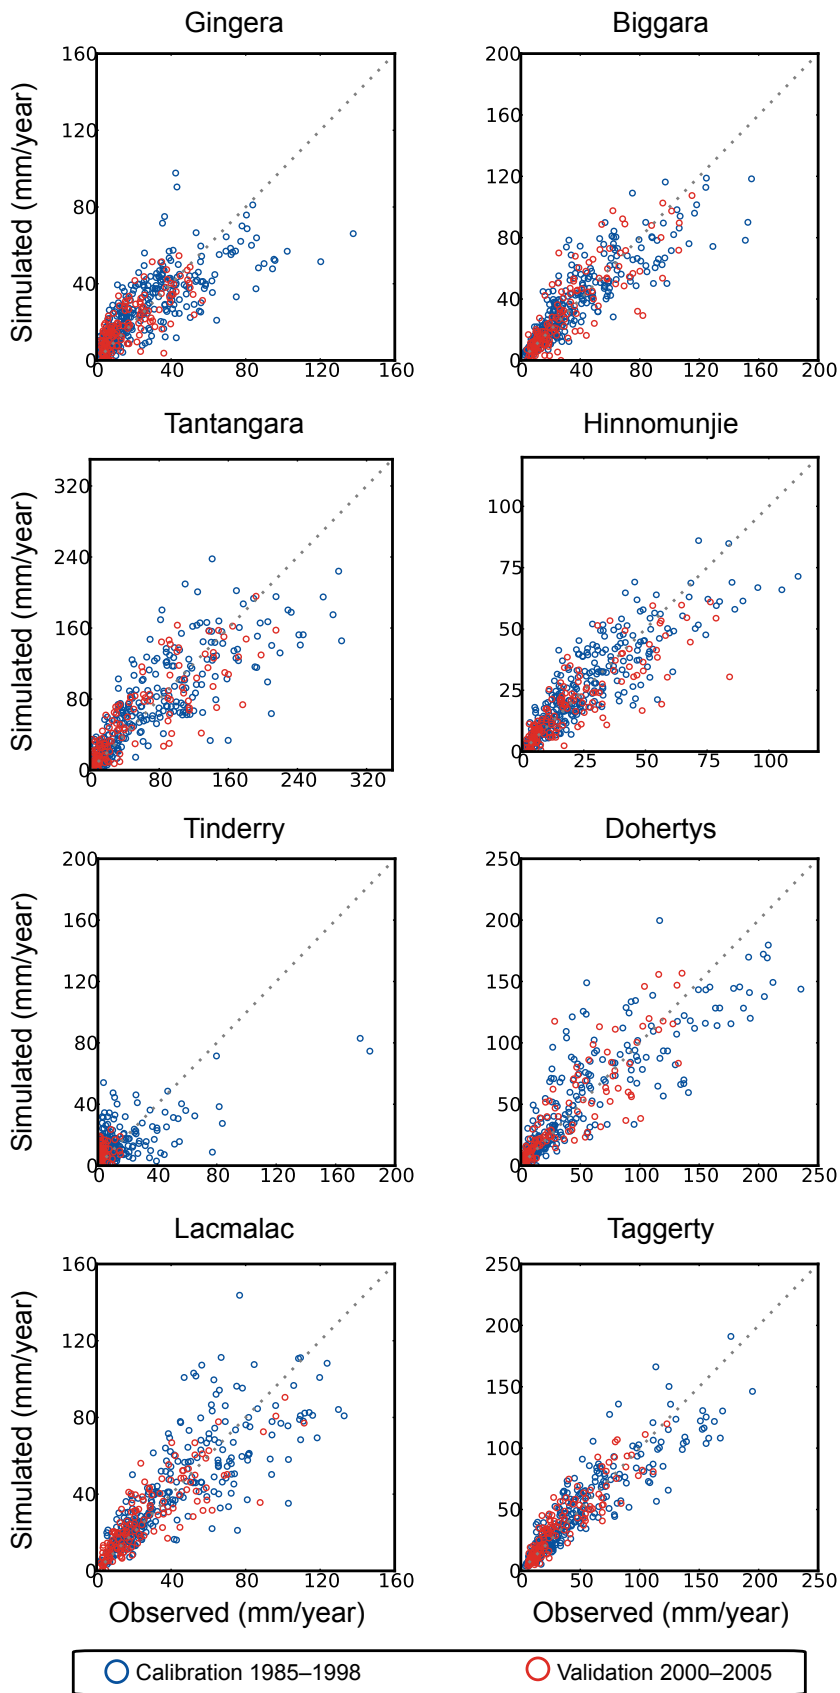 Gingera
Biggara
Simulated (mm/year)
160
120
80
40
0
0 40 80 120 160
200
160
120
80
40
0
0 40 80 120 160 200
Tantangara
Hinnomunjie
Simulated (mm/year)
320
240
160
80
0
0 80 160 240 320
100
75
50
25
0
0 25 50 75 100
Tinderry
Dohertys
Simulated (mm/year)
200
160
120
80
40
0
0 40 80 120 160 200
250
200
150
100
50
0
0 50 100 150 200 250
Lacmalac
Taggerty
Simulated (mm/year)
160
120
80
40
0
0 40 80 120 160
250
200
150
100
50
0
0 50 100 150 200 250
Observed (mm/year)
Observed (mm/year)
Calibration 1985–1998
Validation 2000–2005